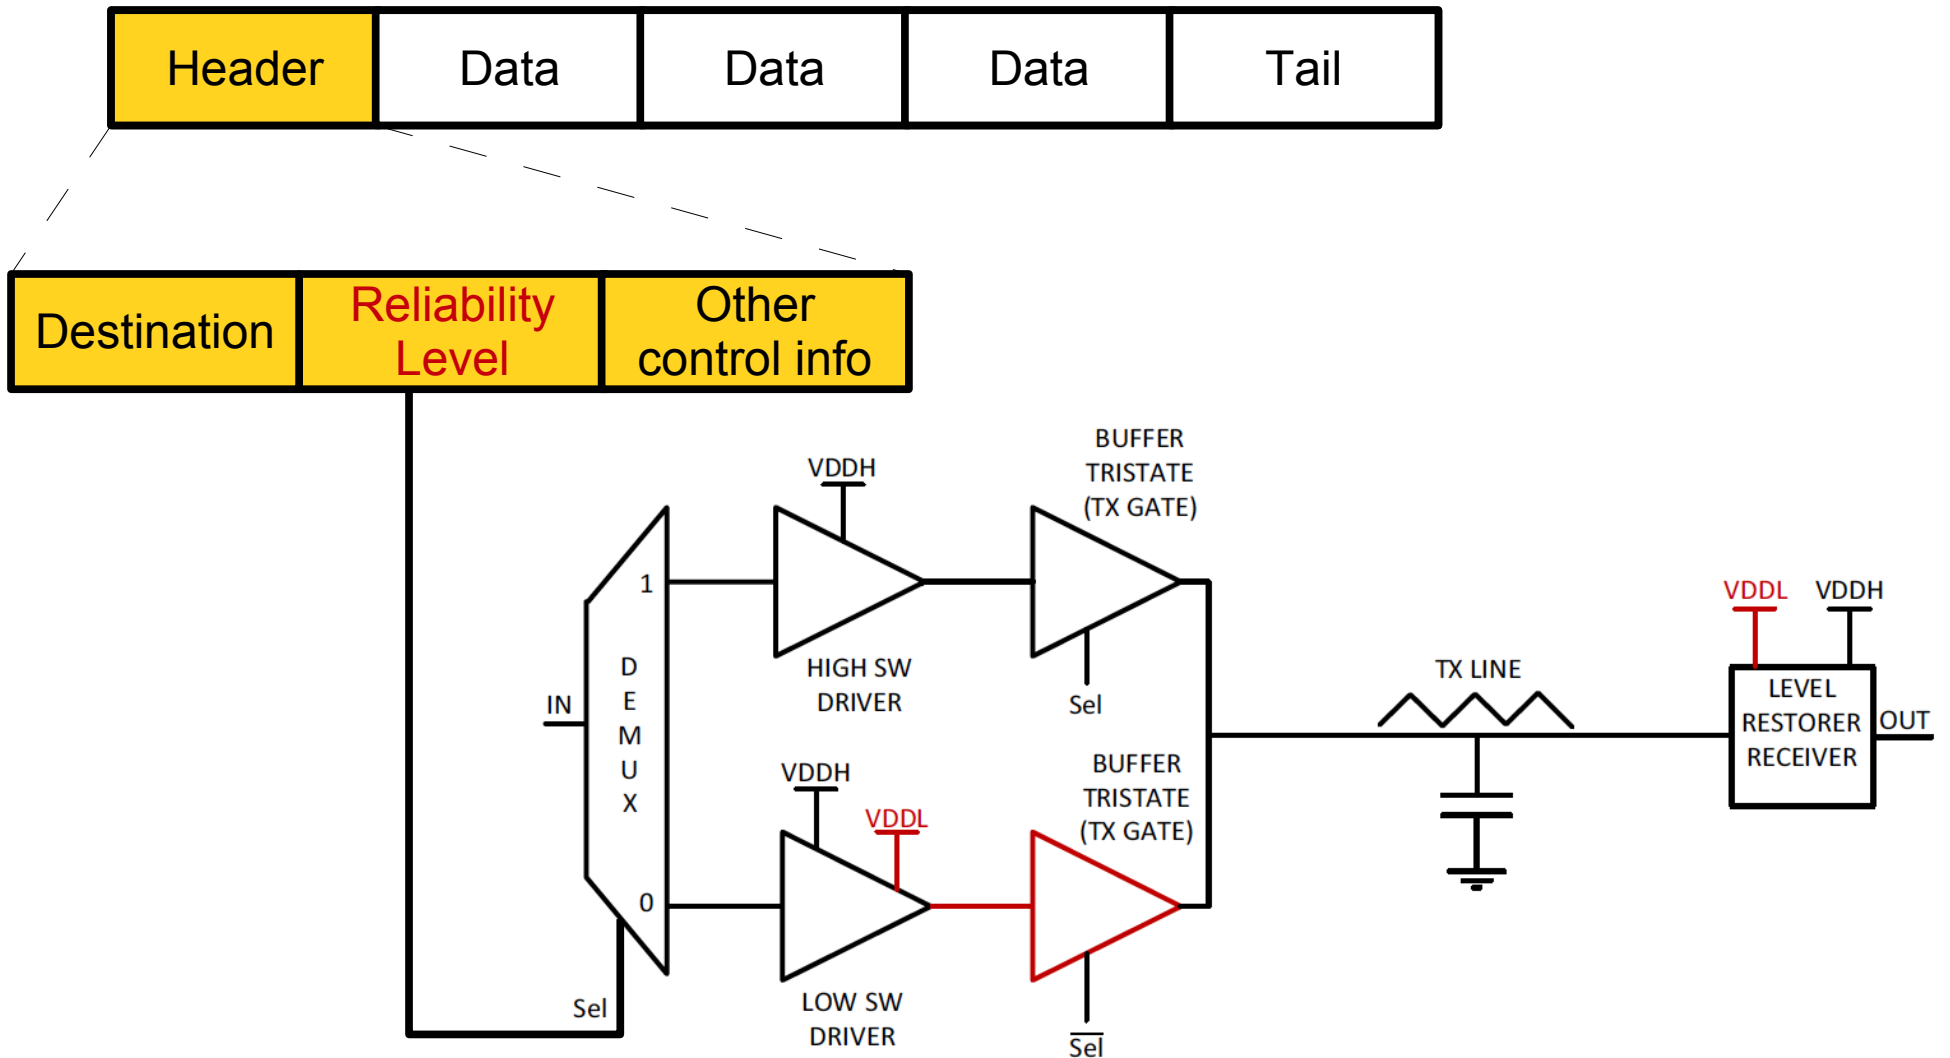 Header
Data
Data
Data
Tail
Destination
Reliability
Level
Other
control info
BUFFER
TRISTATE
(TX GATE)
VDDH
1
HIGH SW
DRIVER
Sel
IN
D
E
M
U
X
VDDL
VDDH
TX LINE
LEVEL
RESTORER
RECEIVER
OUT
BUFFER
TRISTATE
(TX GATE)
VDDH
VDDL
0
Sel
LOW SW
DRIVER
S̅e̅l̅